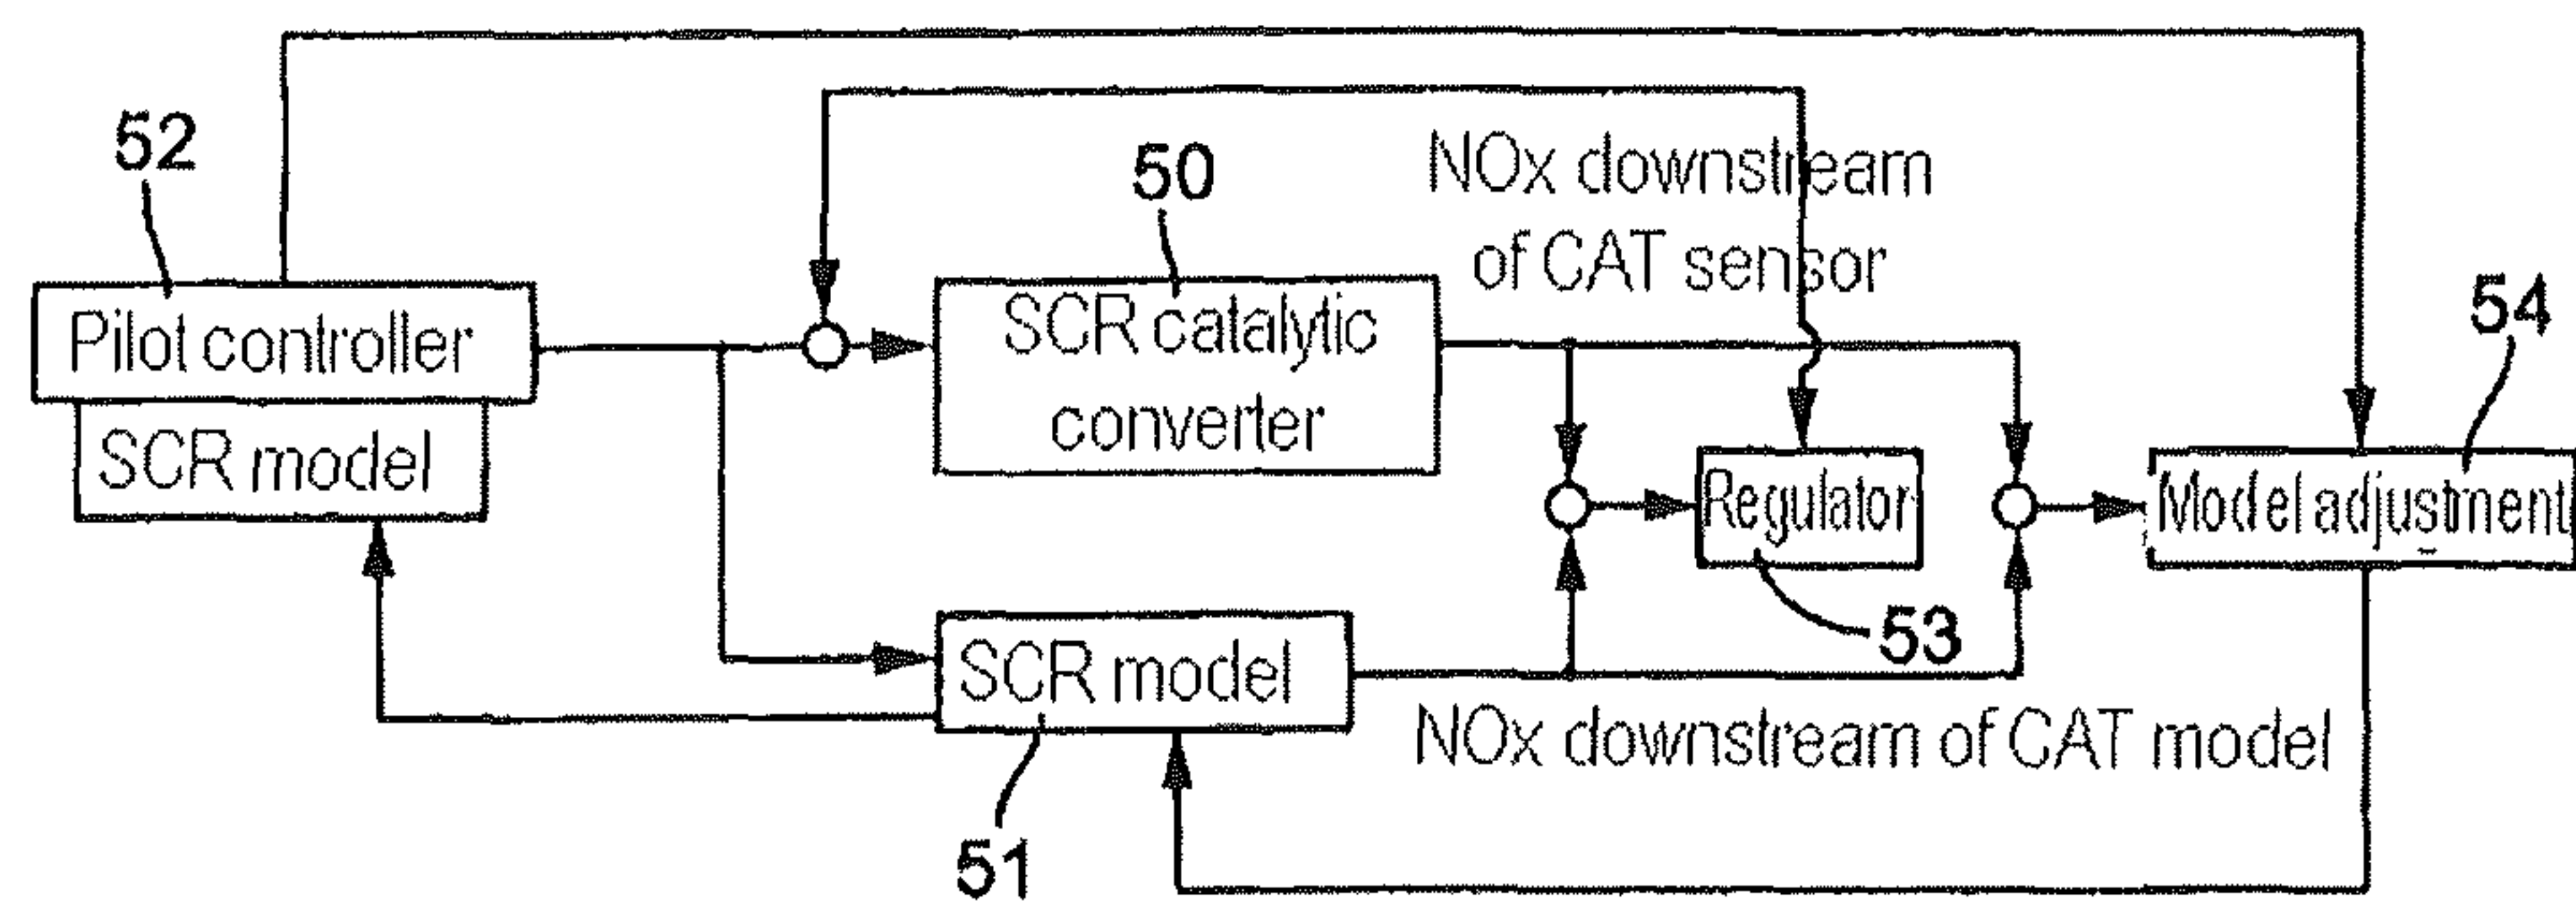 52
50
NOx downstream
of CAT sensor
54
Pilot controller
SCR catalytic
converter
SCR model
Regulator
Model adjustment
53
SCR model
NOx downstream of CAT model
51